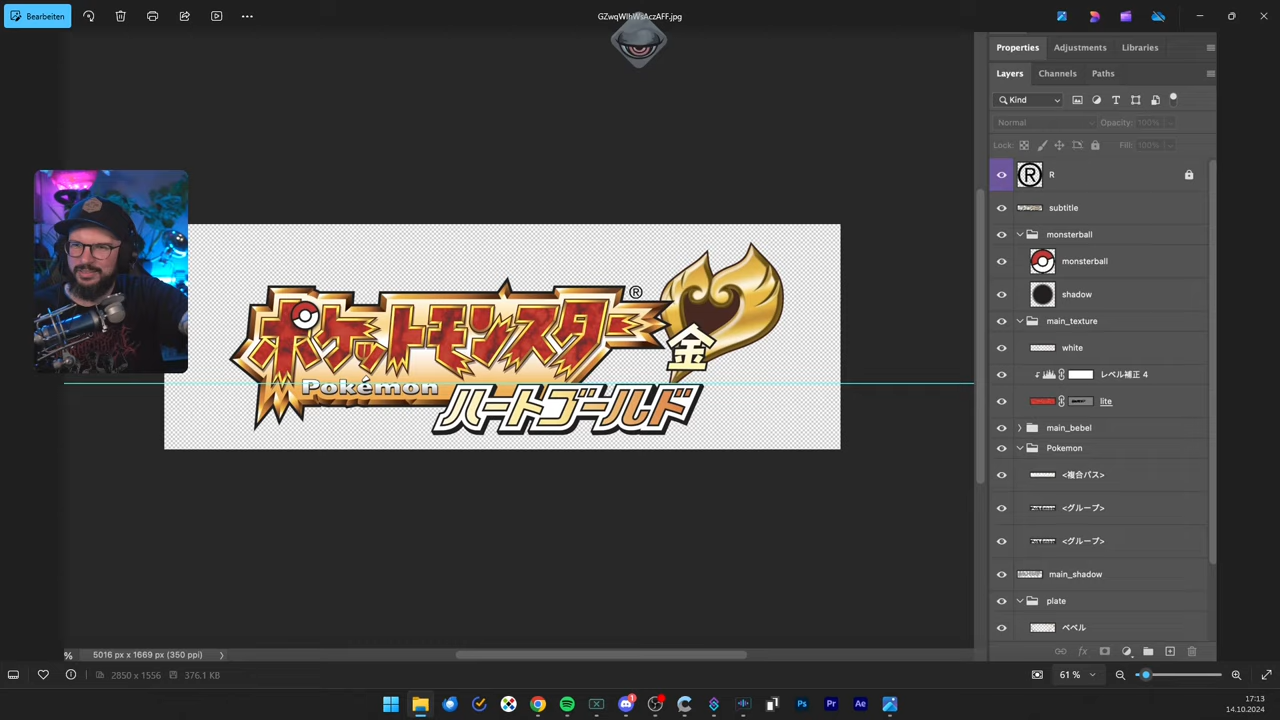 Bearbeiten
GZwqWIhWsAczAFF.jpg
Properties
Adjustments
Libraries
Layers
Channels
Paths
Kind
Normal
Opacity: 100%
Lock:
Fill: 100%
R
subtitle
monsterball
monsterball
shadow
main_texture
white
レベル補正 4
lite
main_bebel
Pokemon
<複合パス>
<グループ>
<グループ>
main_shadow
plate
ベベル
ポケットモンスター ®
金
Pokémon
ハートゴールド
% 5016 px x 1669 px (350 ppi)
2850 x 1556
376.1 KB
61 %
17:13
14.10.2024